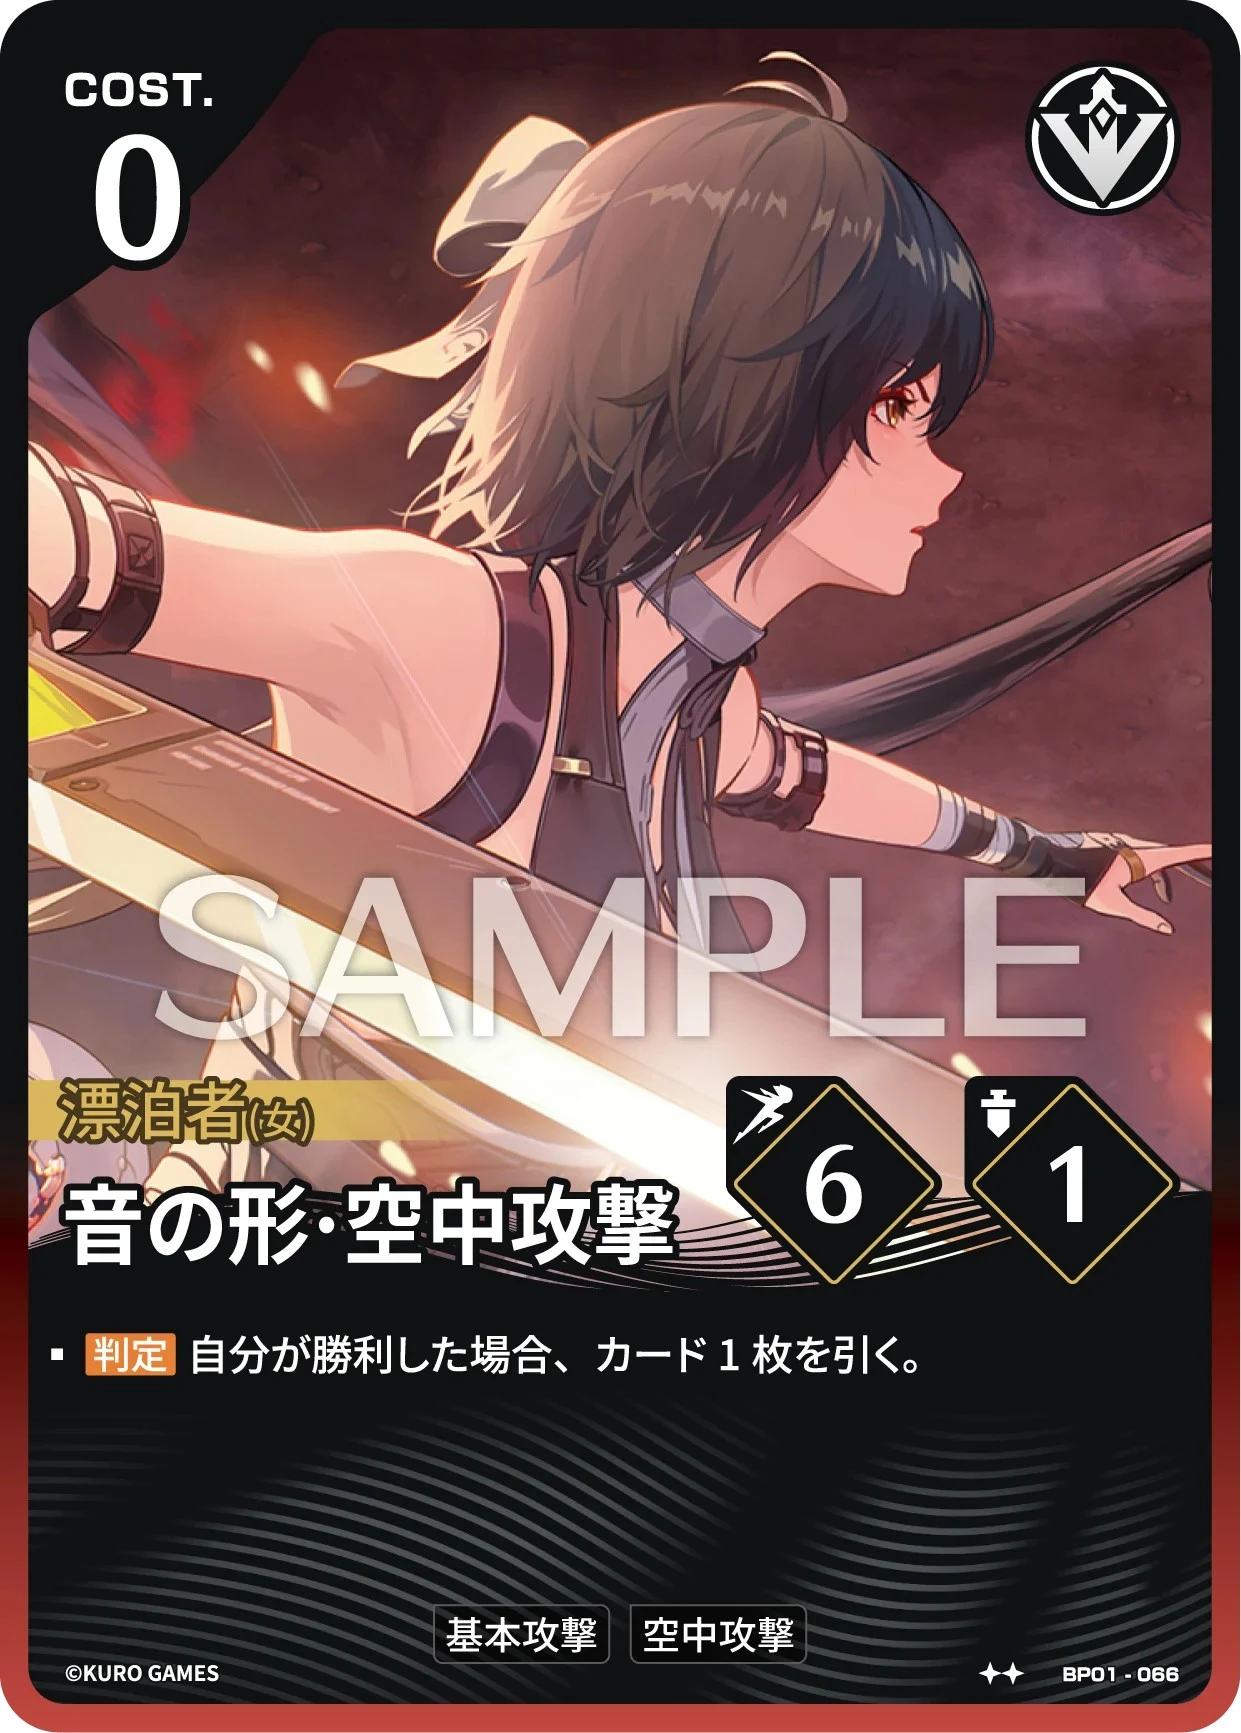 COST.
0
SAMPLE
漂泊者(女)
6
1
音の形·空中攻撃
▪ 判定 自分が勝利した場合、カード1枚を引く。
基本攻撃 空中攻撃
©KURO GAMES
BP01 - 066